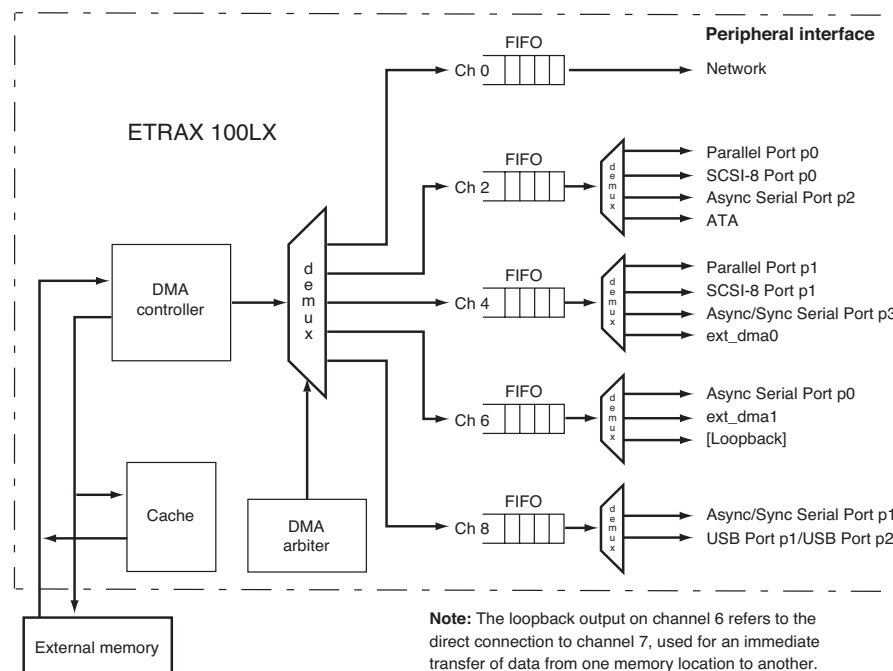 Peripheral interface
ETRAX 100LX
FIFO
Ch 0
Network
FIFO
Ch 2
demux
Parallel Port p0
SCSI-8 Port p0
Async Serial Port p2
ATA
DMA
controller
demux
FIFO
Ch 4
demux
Parallel Port p1
SCSI-8 Port p1
Async/Sync Serial Port p3
ext_dma0
FIFO
Ch 6
demux
Async Serial Port p0
ext_dma1
[Loopback]
Cache
DMA
arbiter
FIFO
Ch 8
demux
Async/Sync Serial Port p1
USB Port p1/USB Port p2
External memory
Note: The loopback output on channel 6 refers to the
direct connection to channel 7, used for an immediate
transfer of data from one memory location to another.